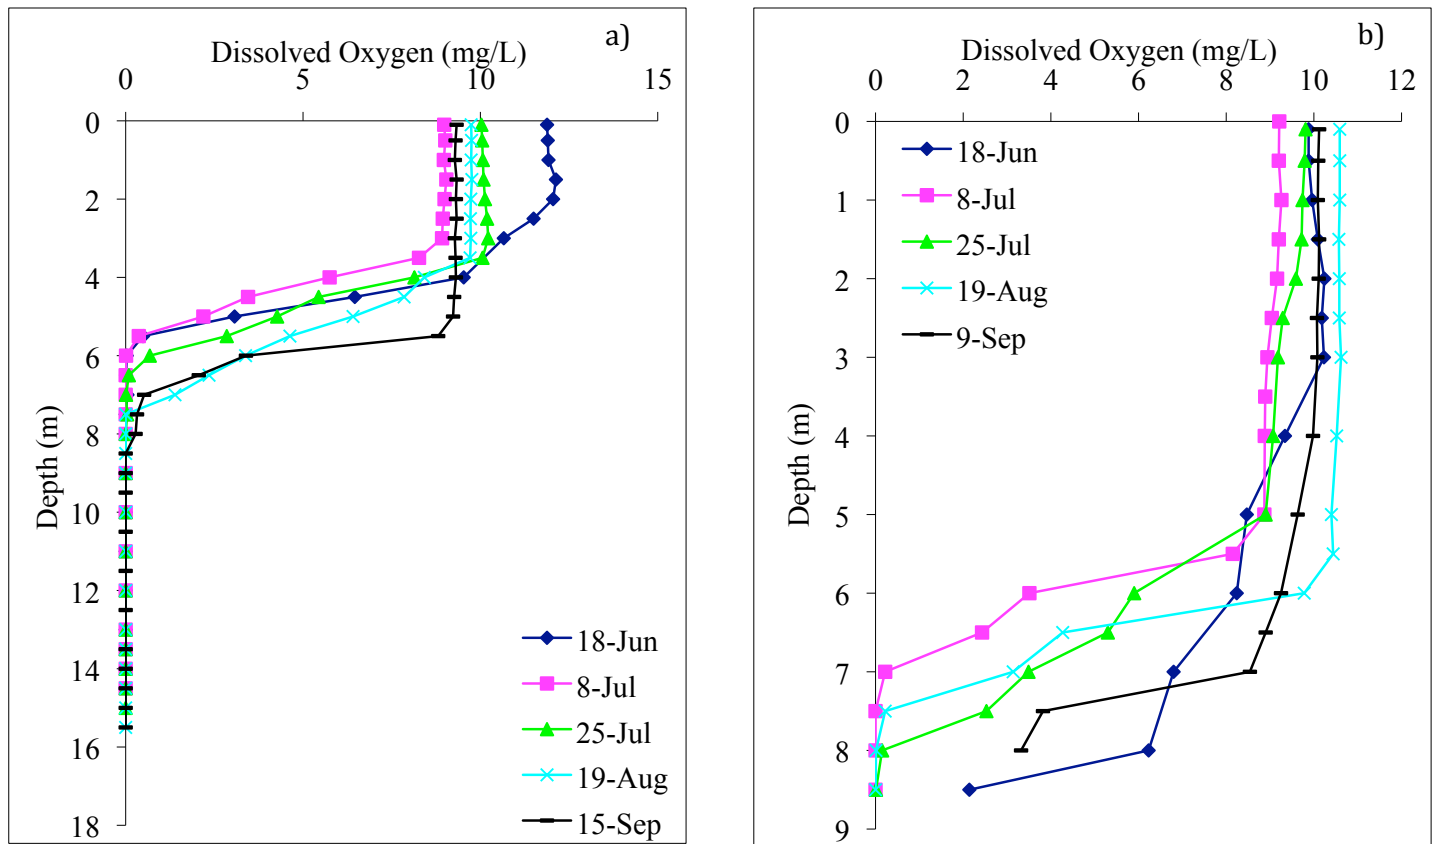 a)
Dissolved Oxygen (mg/L)
0 5 10 15
0
2
4
6
8
10
12
14
16
18
Depth (m)
18-Jun
8-Jul
25-Jul
19-Aug
15-Sep
b)
Dissolved Oxygen (mg/L)
0 2 4 6 8 10 12
0
1
2
3
4
5
6
7
8
9
Depth (m)
18-Jun
8-Jul
25-Jul
19-Aug
9-Sep